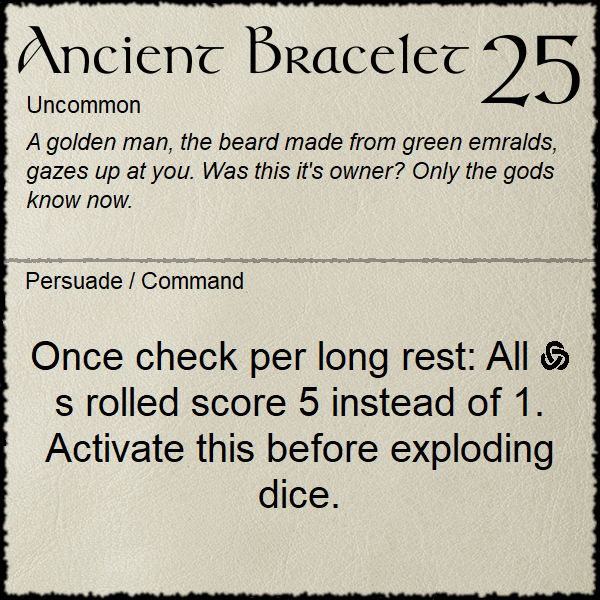 Ancient Bracelet 25
Uncommon
A golden man, the beard made from green emralds,
gazes up at you. Was this it's owner? Only the gods
know now.
Persuade / Command
Once check per long rest: All
s rolled score 5 instead of 1.
Activate this before exploding
dice.